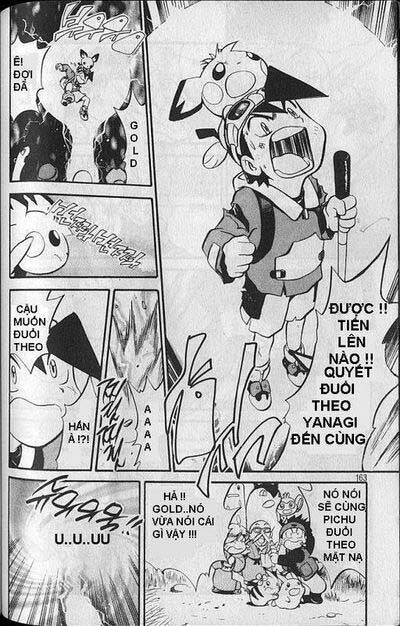 Ê!
ĐỢI
ĐÃ
GOLD
ĐƯỢC !!
TIẾN
LÊN
NÀO !!
QUYẾT
ĐUỔI
THEO
YANAGI
ĐẾN CÙNG
CẬU
MUỐN
ĐUỔI
THEO
HẮN
À !?!
A
A
A
A
U...U..UU
163
HẢ !!
GOLD..NÓ
VỪA NÓI CÁI
GÌ VẬY !!!
NÓ NÓI
SẼ CÙNG
PICHU
ĐUỔI
THEO
MẶT NẠ